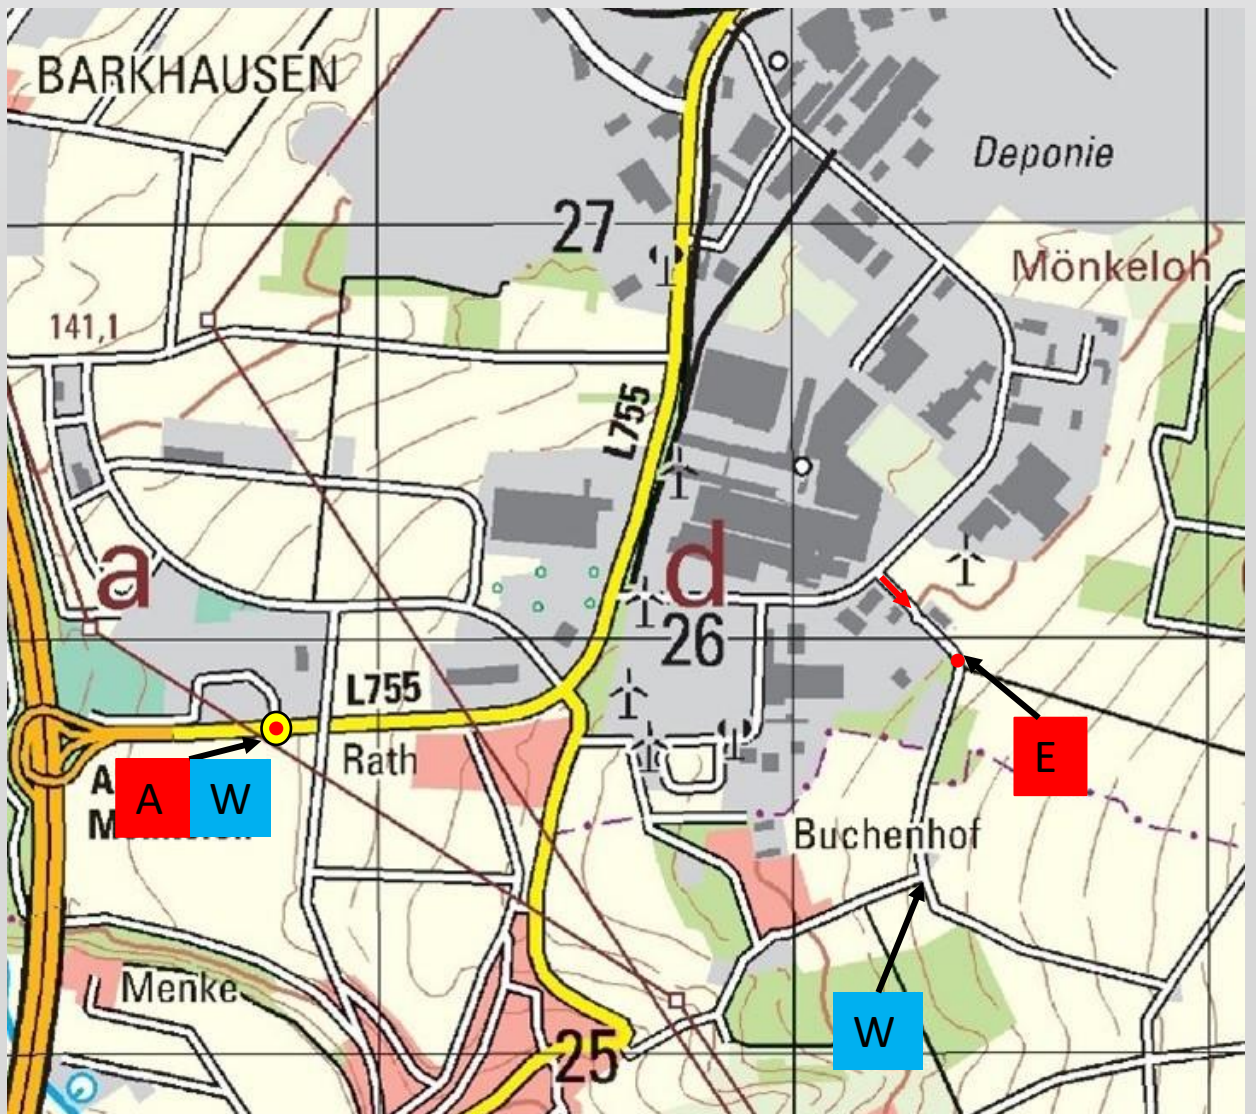 BARKHAUSEN
Deponie
27
Mönkeloh
141,1
L755
a
d
26
L755
Rath
E
A W
Buchenhof
Menke
W
25